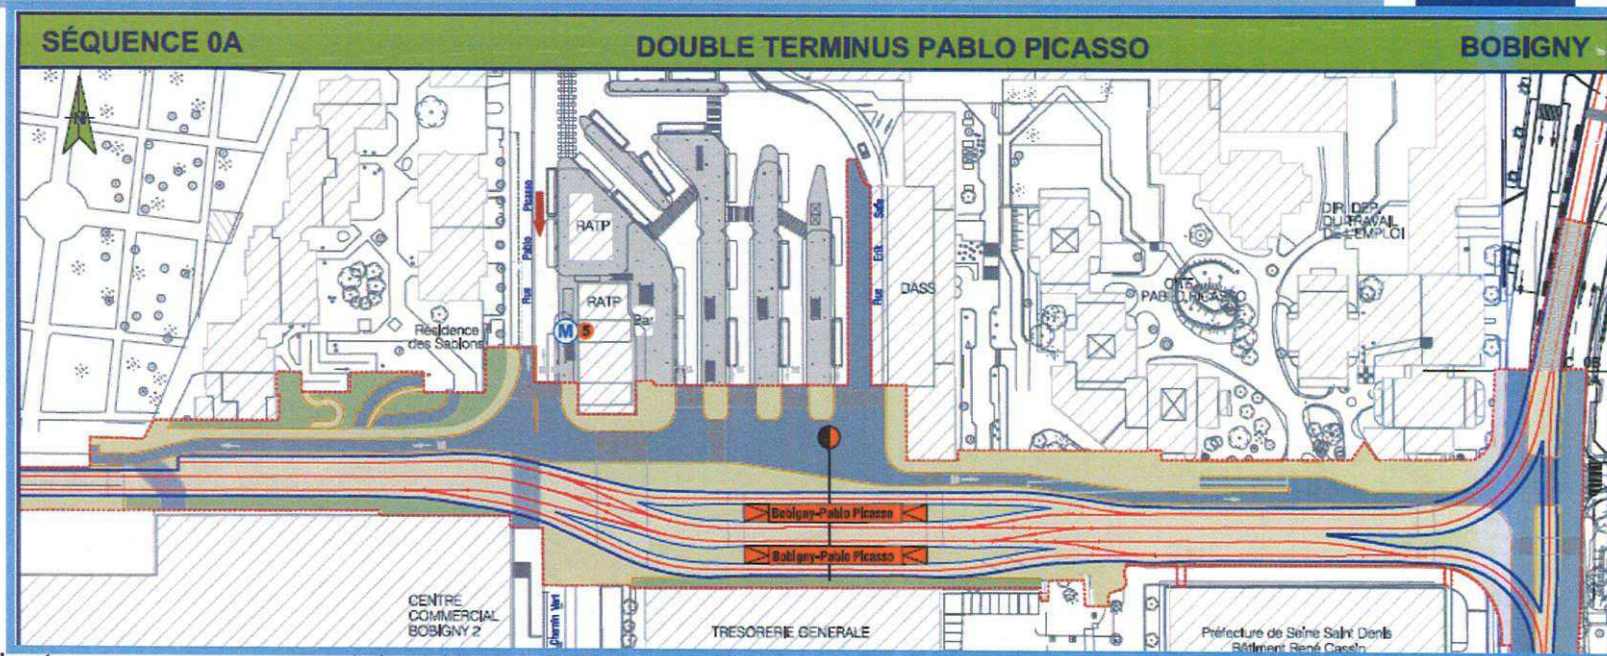 SÉQUENCE 0A
DOUBLE TERMINUS PABLO PICASSO
BOBIGNY
N
Rue Pablo Picasso
RATP
RATP
M 5
Rue Erik Satie
DASS
DIR. DEP.
DU TRAVAIL
DE L'EMPLOI
CITE
PABLO PICASSO
Résidence
des Sablons
Bobigny-Pablo Picasso
Bobigny-Pablo Picasso
CENTRE
COMMERCIAL
BOBIGNY 2
Chemin Vert
TRESORERIE GENERALE
Préfecture de Seine Saint Denis
Bâtiment René Cassin